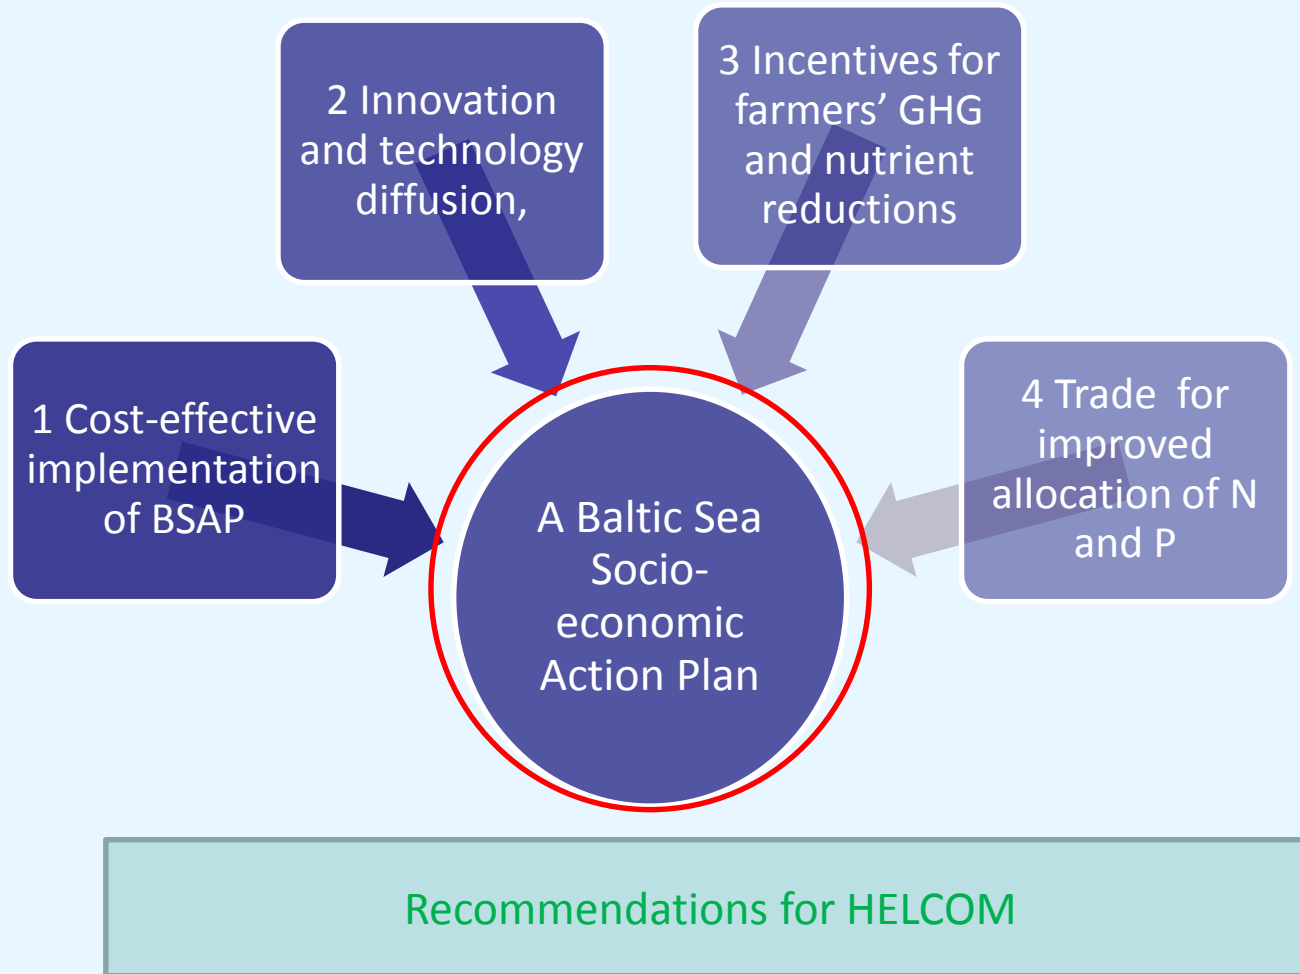 2 Innovation
and technology
diffusion,
3 Incentives for
farmers’ GHG
and nutrient
reductions
1 Cost-effective
implementation
of BSAP
4 Trade  for
improved
allocation of N
and P
A Baltic Sea
Socio-
economic
Action Plan
Recommendations for HELCOM